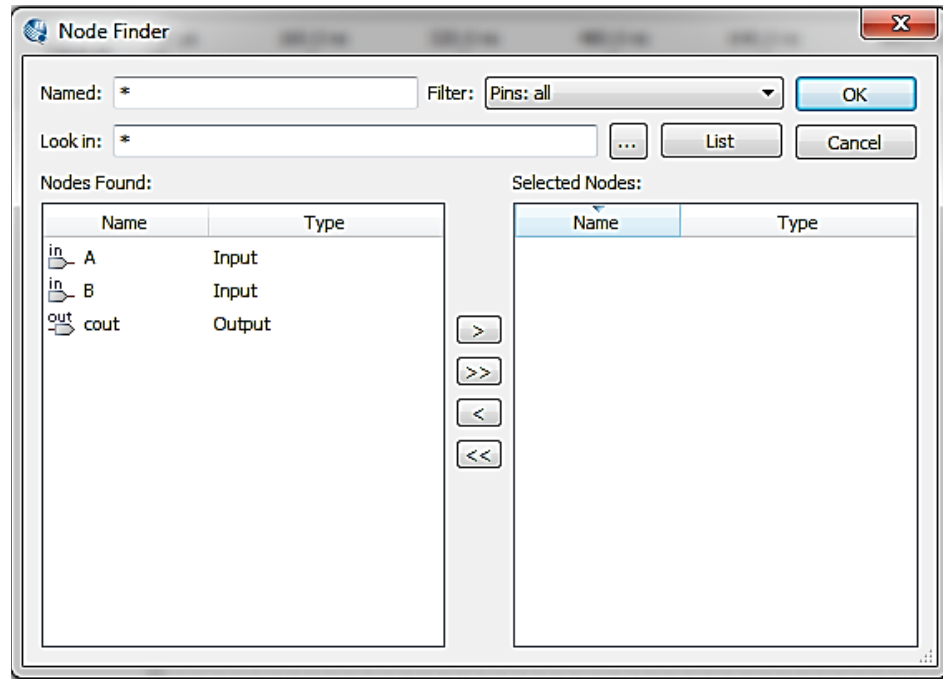 Node Finder
Named: * Filter: Pins: all OK
Look in: * ... List Cancel
Nodes Found: Selected Nodes:
Name Type Name Type
in A Input
in B Input
out cout Output
>
>>
<
<<